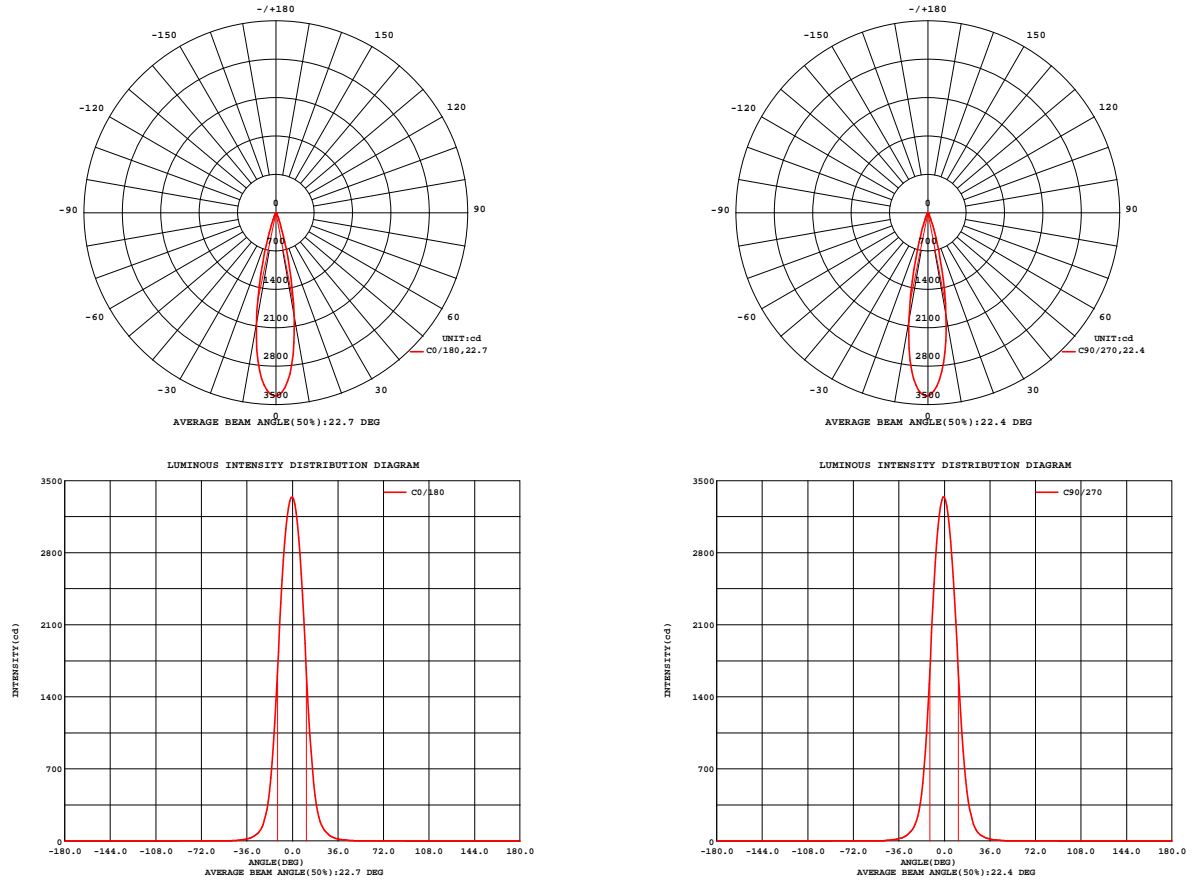 -/+180
-150 150
-120 120
-90 90
-60 60
-30 30
0
700
1400
2100
2800
3500
0
UNIT:cd
C0/180,22.7
AVERAGE BEAM ANGLE(50%):22.7 DEG
-/+180
-150 150
-120 120
-90 90
-60 60
-30 30
0
700
1400
2100
2800
3500
0
UNIT:cd
C90/270,22.4
AVERAGE BEAM ANGLE(50%):22.4 DEG
LUMINOUS INTENSITY DISTRIBUTION DIAGRAM
C0/180
INTENSITY(cd)
3500
2800
2100
1400
700
0
-180.0 -144.0 -108.0 -72.0 -36.0 0.0 36.0 72.0 108.0 144.0 180.0
ANGLE(DEG)
AVERAGE BEAM ANGLE(50%):22.7 DEG
LUMINOUS INTENSITY DISTRIBUTION DIAGRAM
C90/270
INTENSITY(cd)
3500
2800
2100
1400
700
0
-180.0 -144.0 -108.0 -72.0 -36.0 0.0 36.0 72.0 108.0 144.0 180.0
ANGLE(DEG)
AVERAGE BEAM ANGLE(50%):22.4 DEG